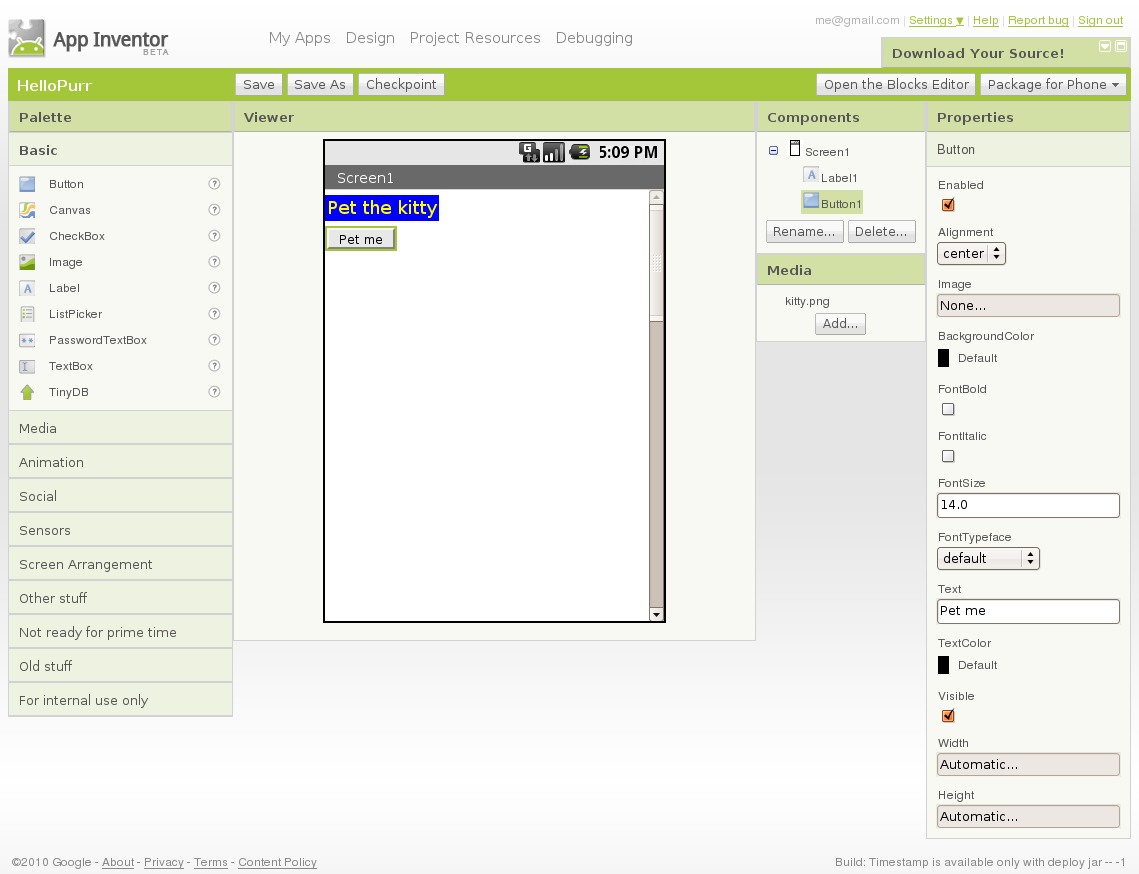 me@gmail.com | Settings ▼ | Help | Report bug | Sign out
App Inventor
BETA
My Apps Design Project Resources Debugging
Download Your Source!
HelloPurr
Save Save As Checkpoint
Open the Blocks Editor Package for Phone
Palette
Basic
Button ?
Canvas ?
CheckBox ?
Image ?
Label ?
ListPicker ?
PasswordTextBox ?
TextBox ?
TinyDB ?
Media
Animation
Social
Sensors
Screen Arrangement
Other stuff
Not ready for prime time
Old stuff
For internal use only
Viewer
G 5:09 PM
Screen1
Pet the kitty
Pet me
Components
Screen1
A Label1
Button1
Rename... Delete...
Media
kitty.png
Add...
Properties
Button
Enabled
Alignment
center
Image
None...
BackgroundColor
Default
FontBold
FontItalic
FontSize
14.0
FontTypeface
default
Text
Pet me
TextColor
Default
Visible
Width
Automatic...
Height
Automatic...
©2010 Google - About - Privacy - Terms - Content Policy
Build: Timestamp is available only with deploy jar -- -1